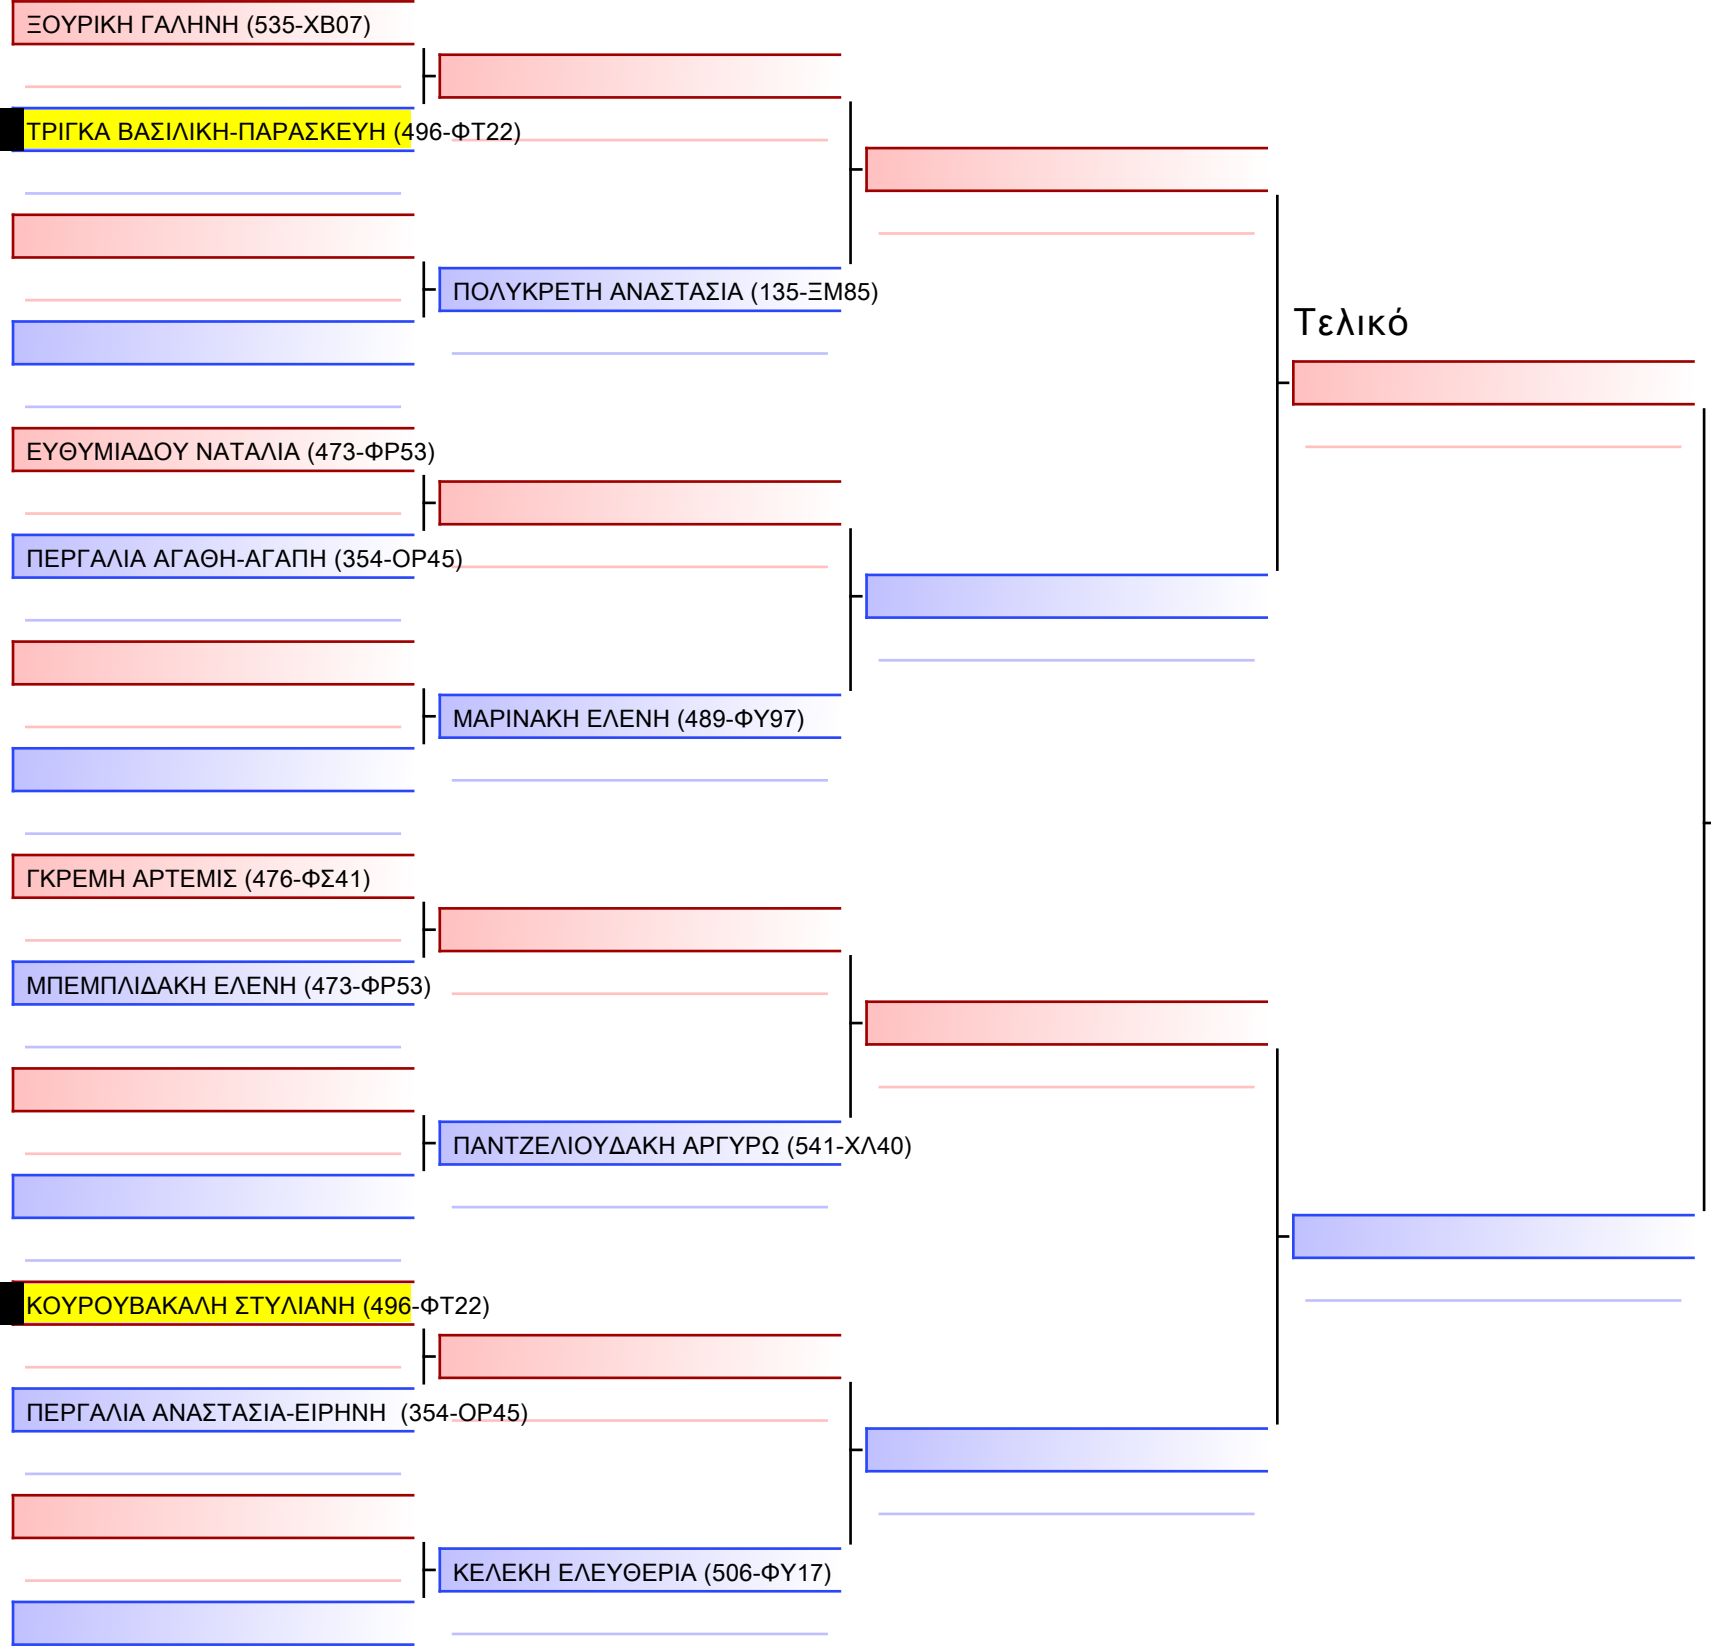 ΞΟΥΡΙΚΗ ΓΑΛΗΝΗ (535-ΧΒ07)
ΤΡΙΓΚΑ ΒΑΣΙΛΙΚΗ-ΠΑΡΑΣΚΕΥΗ (496-ΦΤ22)
ΠΟΛΥΚΡΕΤΗ ΑΝΑΣΤΑΣΙΑ (135-ΞΜ85)
Τελικό
ΕΥΘΥΜΙΑΔΟΥ ΝΑΤΑΛΙΑ (473-ΦΡ53)
ΠΕΡΓΑΛΙΑ ΑΓΑΘΗ-ΑΓΑΠΗ (354-ΟΡ45)
ΜΑΡΙΝΑΚΗ ΕΛΕΝΗ (489-ΦΥ97)
ΓΚΡΕΜΗ ΑΡΤΕΜΙΣ (476-ΦΣ41)
ΜΠΕΜΠΛΙΔΑΚΗ ΕΛΕΝΗ (473-ΦΡ53)
ΠΑΝΤΖΕΛΙΟΥΔΑΚΗ ΑΡΓΥΡΩ (541-ΧΛ40)
ΚΟΥΡΟΥΒΑΚΑΛΗ ΣΤΥΛΙΑΝΗ (496-ΦΤ22)
ΠΕΡΓΑΛΙΑ ΑΝΑΣΤΑΣΙΑ-ΕΙΡΗΝΗ  (354-ΟΡ45)
ΚΕΛΕΚΗ ΕΛΕΥΘΕΡΙΑ (506-ΦΥ17)